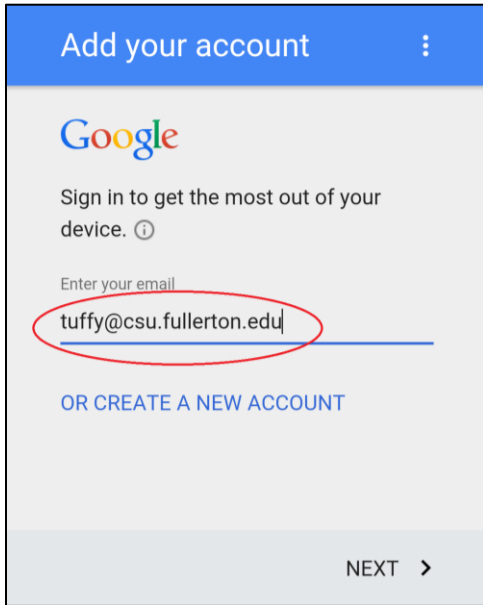 Add your account
Google
Sign in to get the most out of your
device.
Enter your email
tuffy@csu.fullerton.edu
OR CREATE A NEW ACCOUNT
NEXT